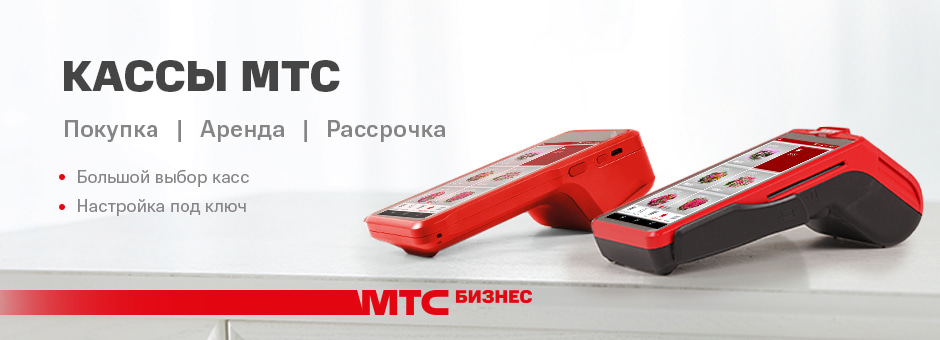 КАССЫ МТС
Покупка | Аренда | Рассрочка
• Большой выбор касс
• Настройка под ключ
МТС БИЗНЕС